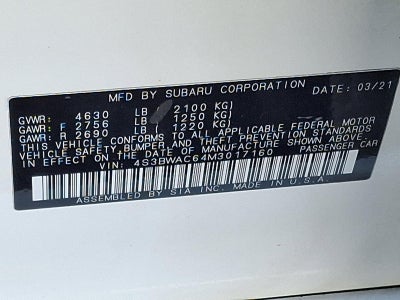 MFD BY SUBARU CORPORATION DATE: 03/21
GVWR: 4630 LB ( 2100 KG)
GAWR: F 2756 LB ( 1250 KG)
GAWR: R 2690 LB ( 1220 KG)
THIS VEHICLE CONFORMS TO ALL APPLICABLE FEDERAL MOTOR
VEHICLE SAFETY,BUMPER,AND THEFT PREVENTION STANDARDS
IN EFFECT ON THE DATE OF MANUFACTURE SHOWN ABOVE.
VIN: 4S3BWAC64M3017160 PASSENGER CAR
ASSEMBLED BY SIA INC. MADE IN U.S.A.